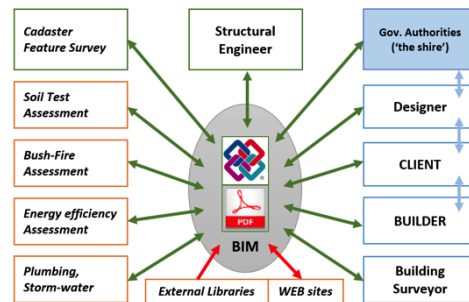 Cadaster
Feature Survey
Structural
Engineer
Gov. Authorities
('the shire')
Soil Test
Assessment
Designer
Bush-Fire
Assessment
CLIENT
PDF
Energy efficiency
Assessment
BUILDER
BIM
Plumbing,
Storm-water
External Libraries
WEB sites
Building
Surveyor